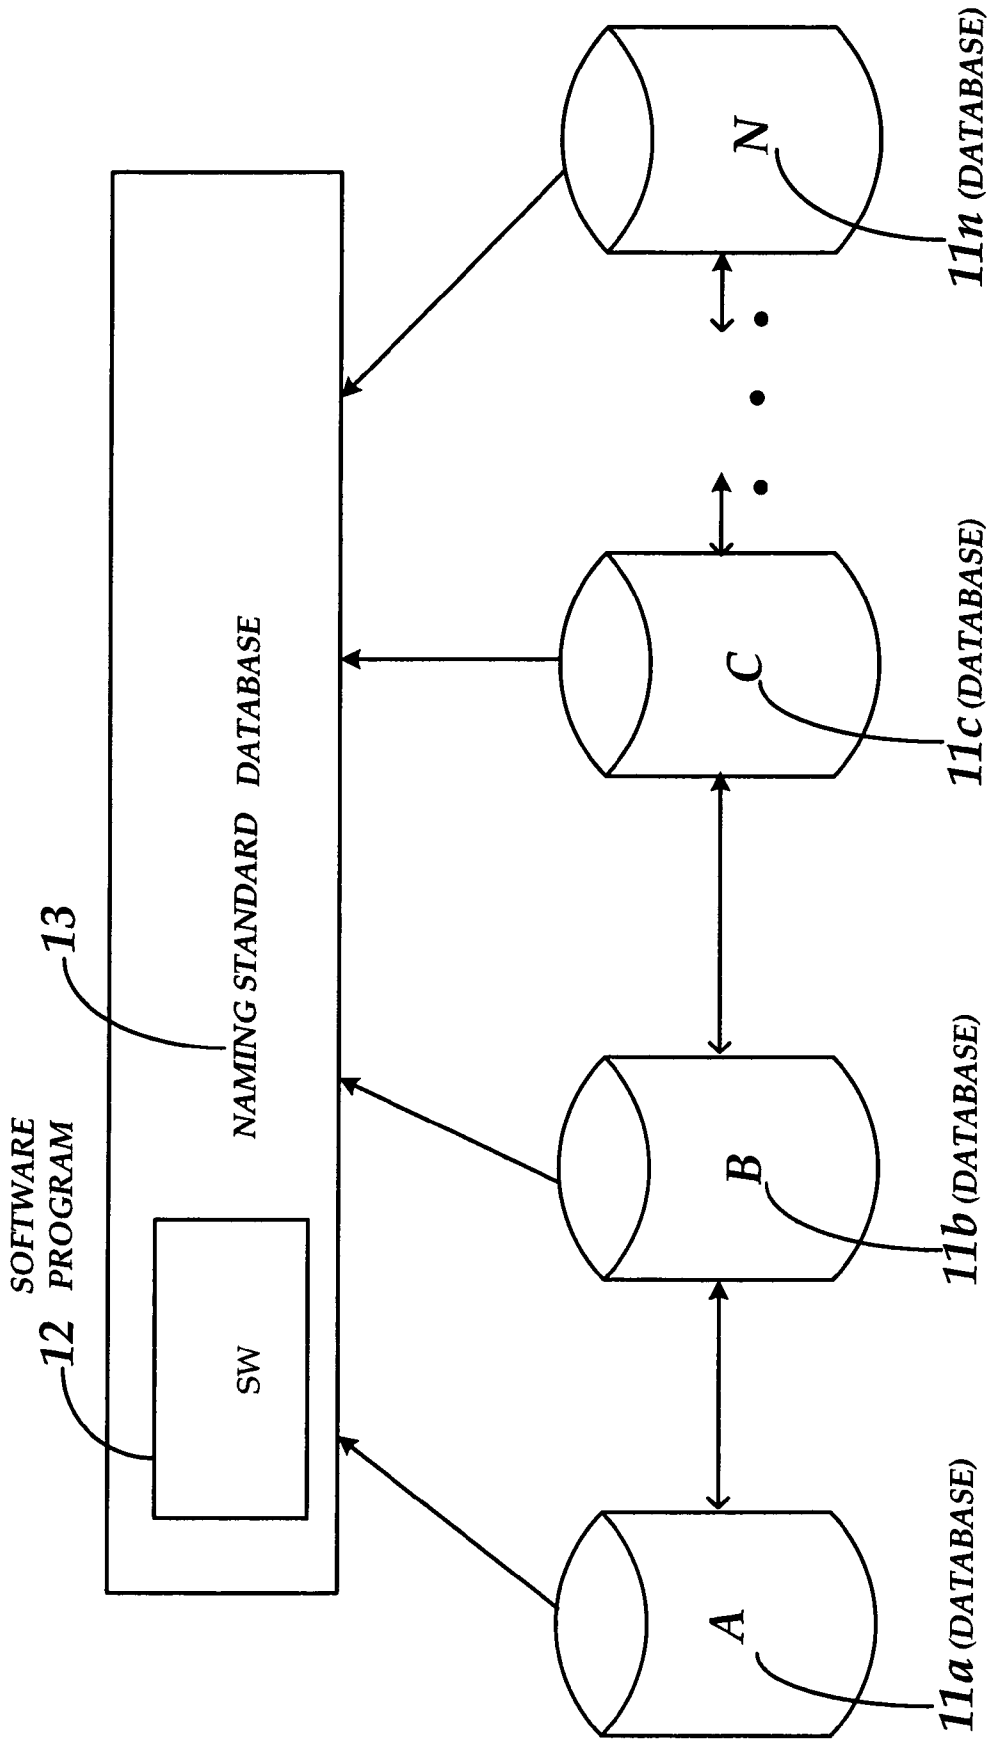 SOFTWARE
12 PROGRAM
13
SW
NAMING STANDARD DATABASE
A
B
C
N
. . .
11a (DATABASE)
11b (DATABASE)
11c (DATABASE)
11n (DATABASE)